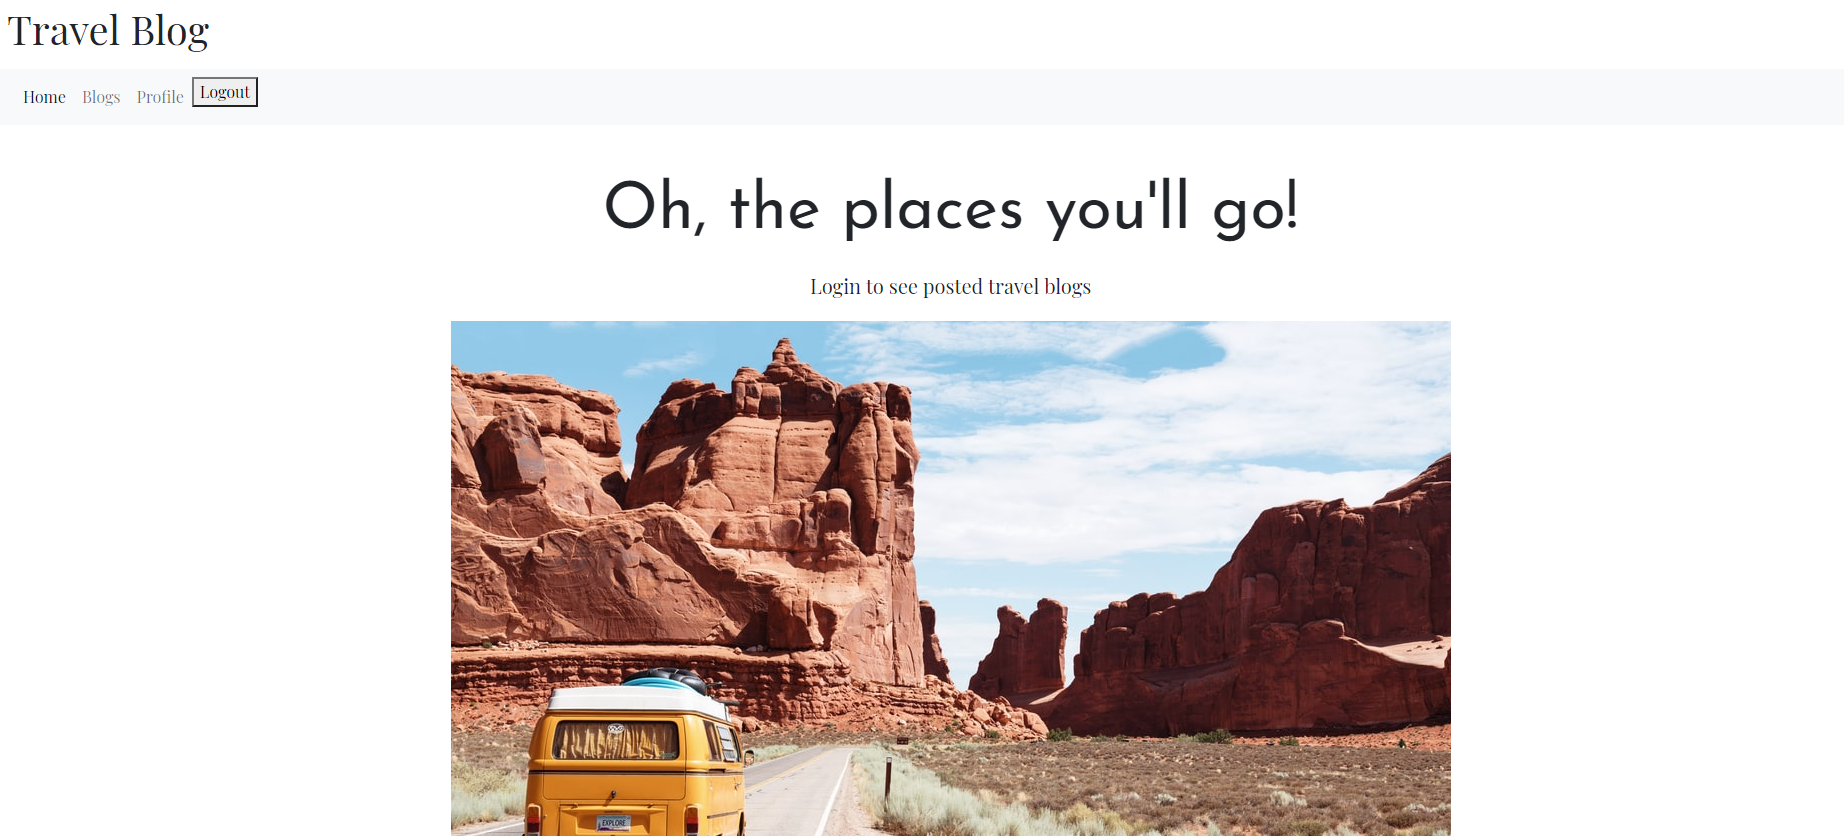 Travel Blog
Home Blogs Profile Logout
Oh, the places you'll go!
Login to see posted travel blogs
EXPLORE